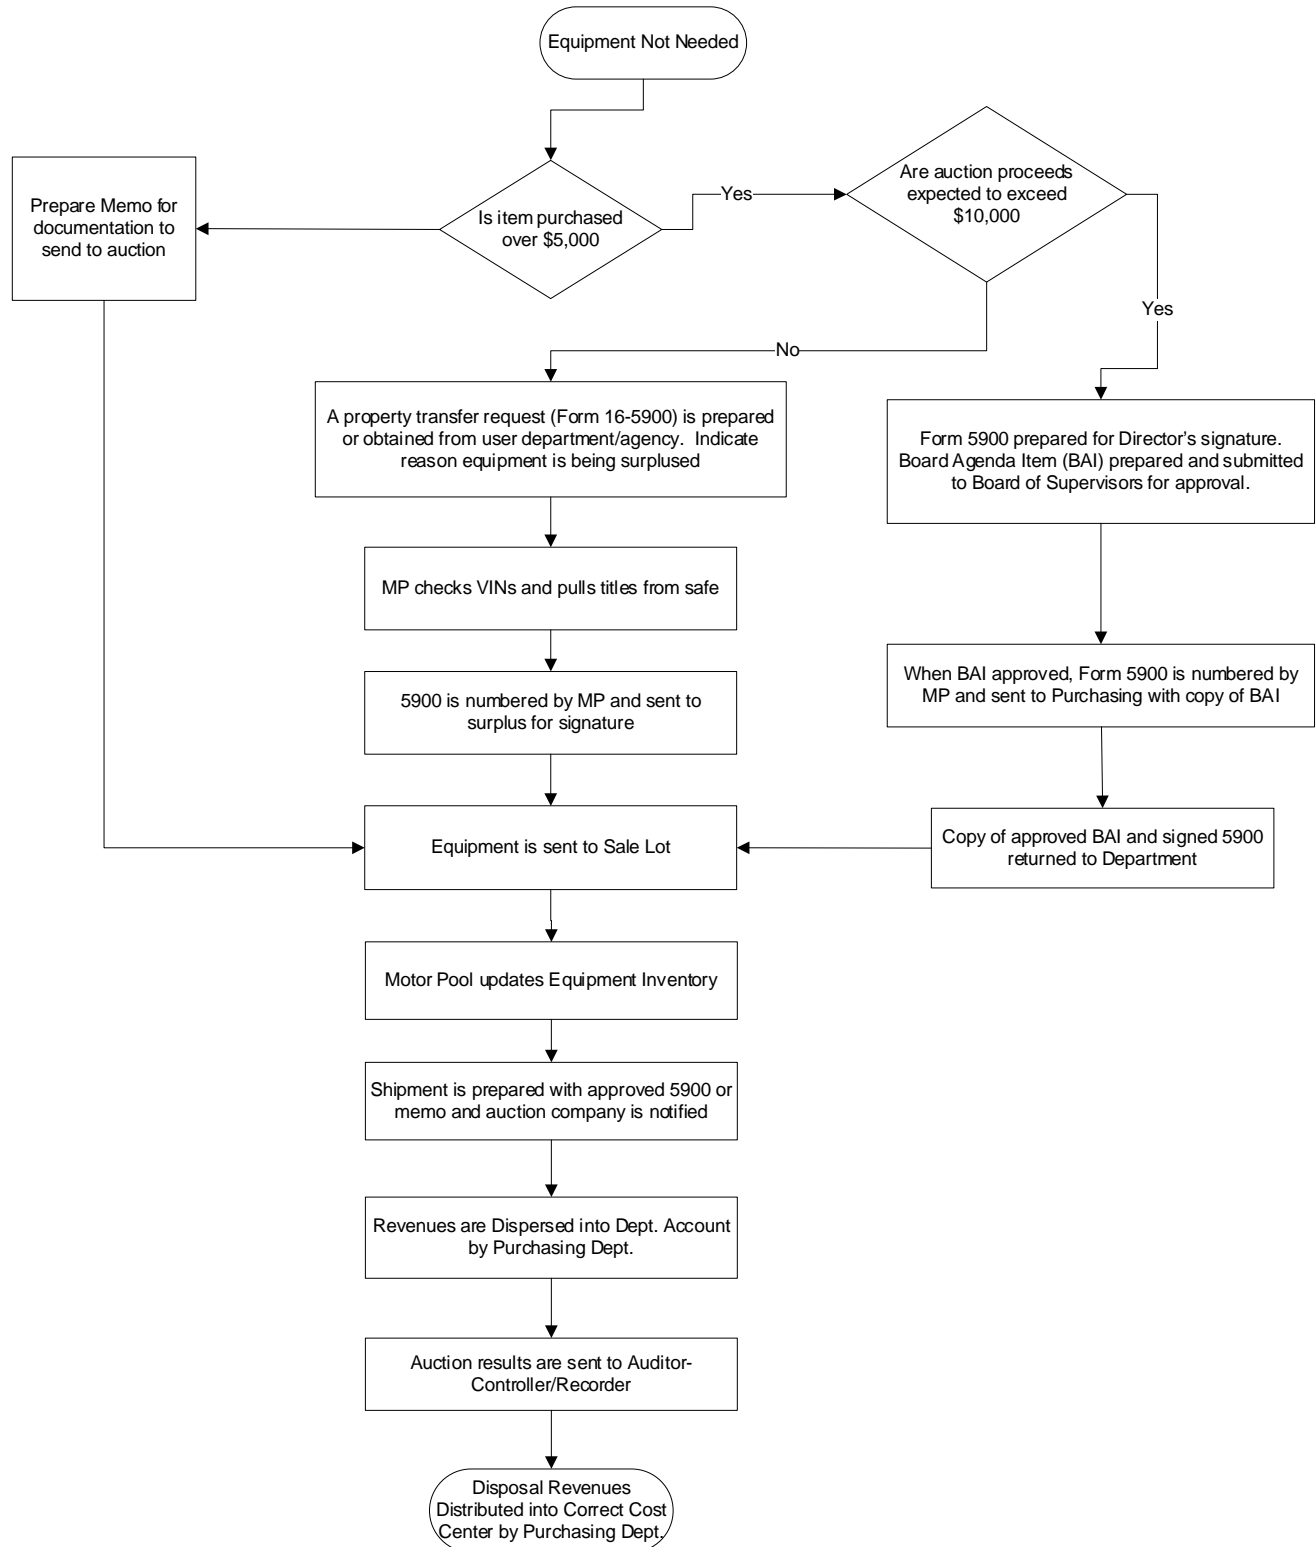 Equipment Not Needed
Prepare Memo for
documentation to
send to auction
Is item purchased
over $5,000
Yes
Are auction proceeds
expected to exceed
$10,000
Yes
No
A property transfer request (Form 16-5900) is prepared
or obtained from user department/agency.  Indicate
reason equipment is being surplused
Form 5900 prepared for Director's signature.
Board Agenda Item (BAI) prepared and submitted
to Board of Supervisors for approval.
MP checks VINs and pulls titles from safe
When BAI approved, Form 5900 is numbered by
MP and sent to Purchasing with copy of BAI
5900 is numbered by MP and sent to
surplus for signature
Equipment is sent to Sale Lot
Copy of approved BAI and signed 5900
returned to Department
Motor Pool updates Equipment Inventory
Shipment is prepared with approved 5900 or
memo and auction company is notified
Revenues are Dispersed into Dept. Account
by Purchasing Dept.
Auction results are sent to Auditor-
Controller/Recorder
Disposal Revenues
Distributed into Correct Cost
Center by Purchasing Dept.